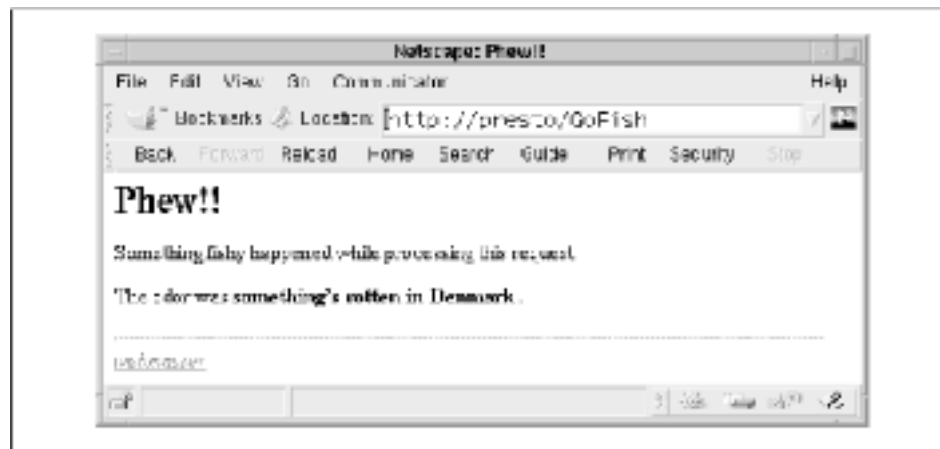 Netscape: Phew!!
File Edit View Go Communicator Help
Bookmarks Location: http://presto/GoFish
Back Forward Reload Home Search Guide Print Security Stop
Phew!!
Something fishy happened while processing this request
The odor was something's rotten in Denmark .
webmaster